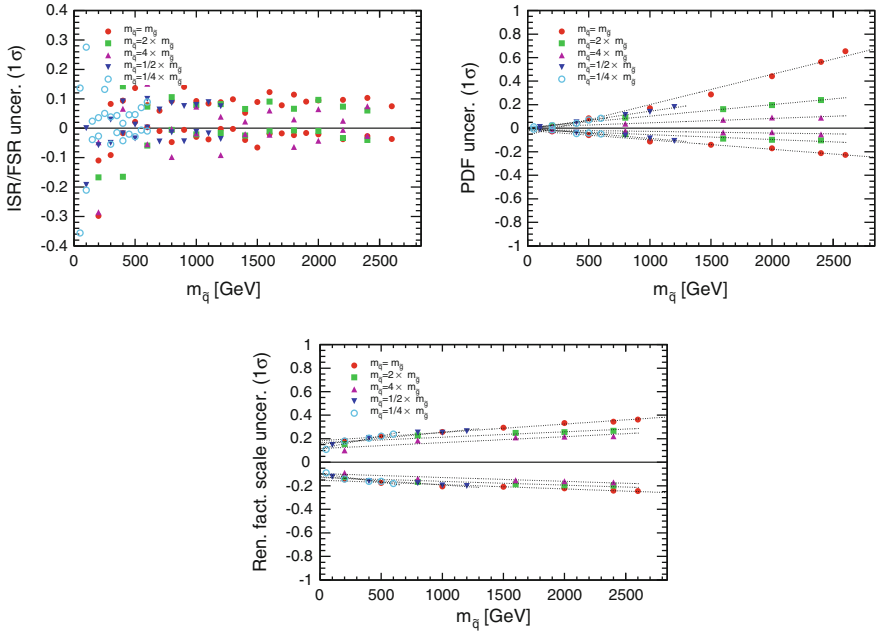 ISR/FSR uncer. (1σ)
0.4
0.3
0.2
0.1
0
-0.1
-0.2
-0.3
-0.4
m_q= m_g
m_q=2× m_g
m_q=4× m_g
m_q=1/2× m_g
m_q=1/4× m_g
0 500 1000 1500 2000 2500
m_q̃ [GeV]
PDF uncer. (1σ)
1
0.8
0.6
0.4
0.2
0
-0.2
-0.4
-0.6
-0.8
-1
m_q= m_g
m_q=2× m_g
m_q=4× m_g
m_q=1/2× m_g
m_q=1/4× m_g
0 500 1000 1500 2000 2500
m_q̃ [GeV]
Ren. fact. scale uncer. (1σ)
1
0.8
0.6
0.4
0.2
0
-0.2
-0.4
-0.6
-0.8
-1
m_q= m_g
m_q=2× m_g
m_q=4× m_g
m_q=1/2× m_g
m_q=1/4× m_g
0 500 1000 1500 2000 2500
m_q̃ [GeV]